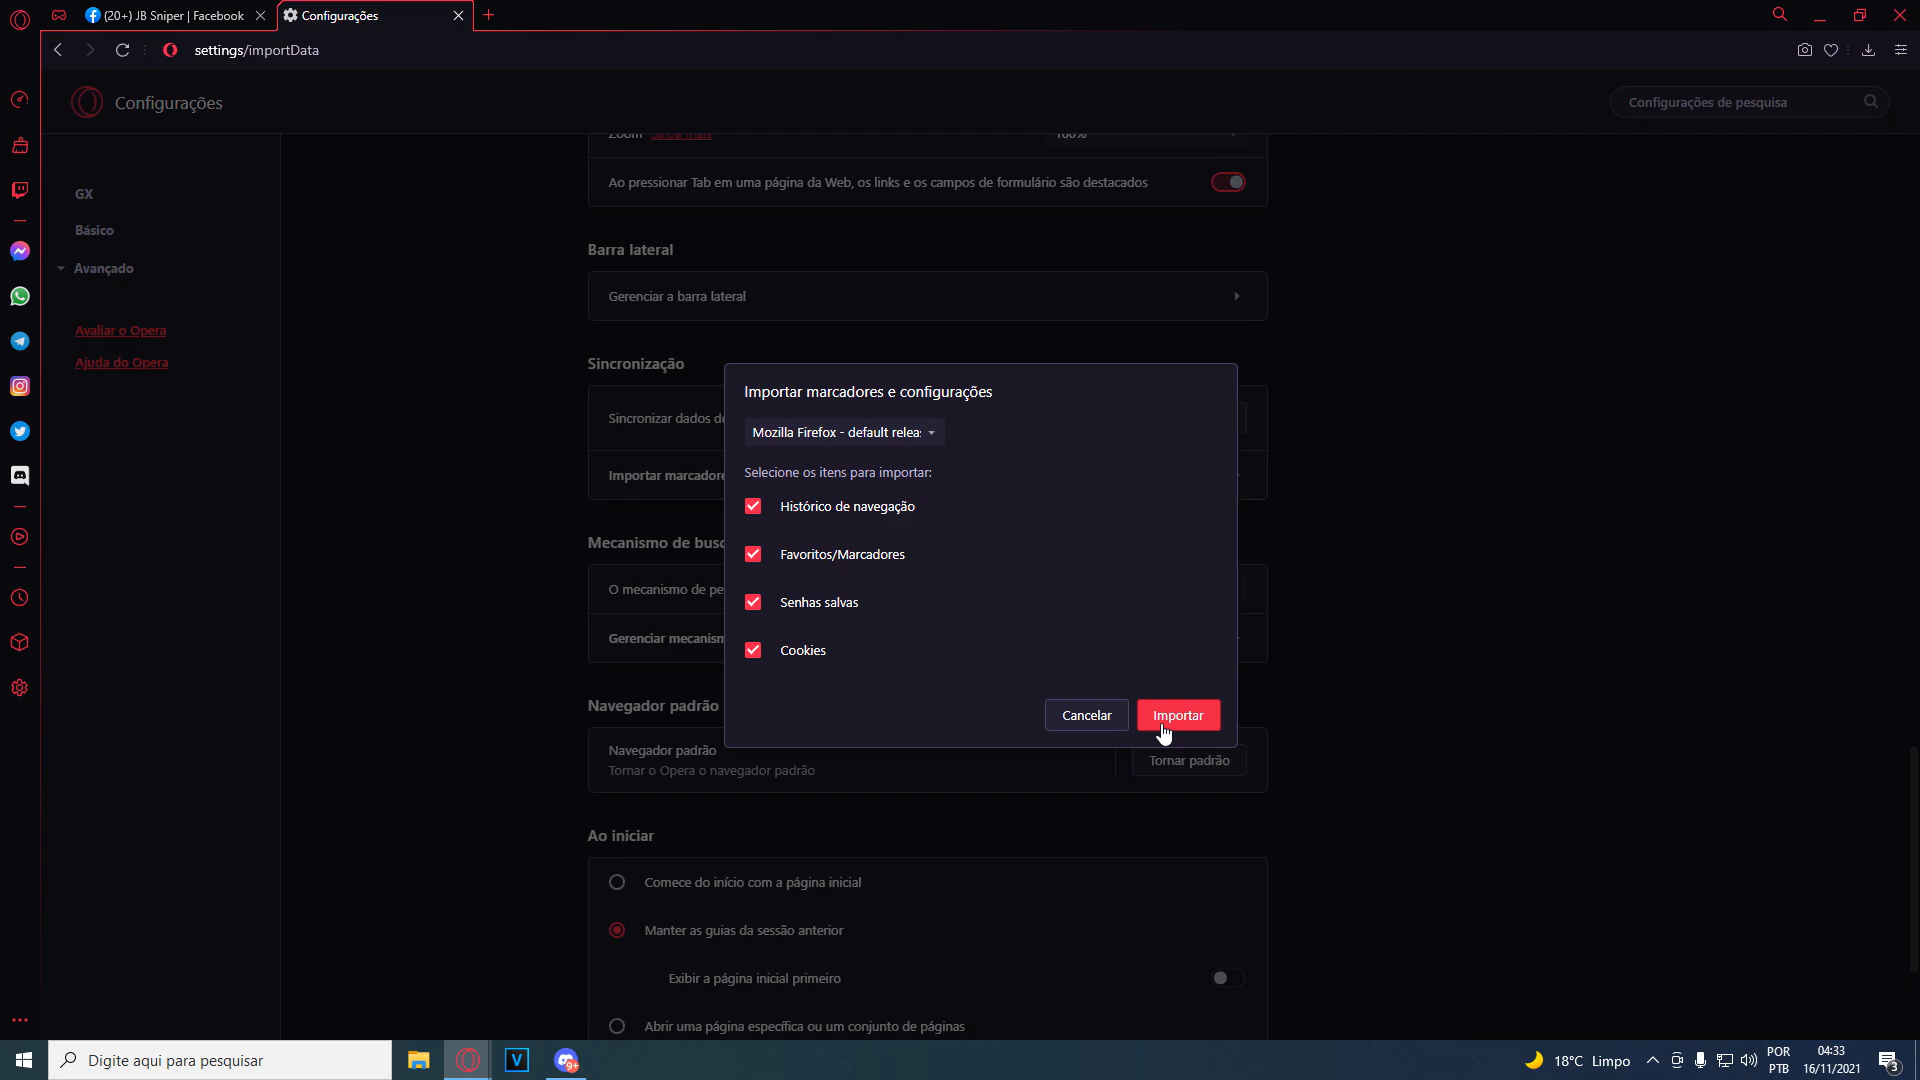 (20+) JB Sniper | Facebook
Configurações
settings/importData
Configurações
Configurações de pesquisa
GX
Básico
Avançado
Avaliar o Opera
Ajuda do Opera
Zoom Saiba mais
100%
Ao pressionar Tab em uma página da Web, os links e os campos de formulário são destacados
Barra lateral
Gerenciar a barra lateral
Sincronização
Sincronizar dados
Importar
Mecanismo de
O mecanismo de
Gerenciar
Importar marcadores e configurações
Mozilla Firefox - default
Selecione os itens para importar:
Histórico de navegação
Favoritos/Marcadores
Senhas salvas
Cookies
Cancelar
Importar
Navegador padrão
Navegador padrão
Tornar o Opera o navegador padrão
Tornar padrão
Ao iniciar
Comece do início com a página inicial
Manter as guias da sessão anterior
Exibir a página inicial primeiro
Abrir uma página específica ou um conjunto de páginas
Digite aqui para pesquisar
V
9+
18°C Limpo
POR
PTB
04:33
16/11/2021
3